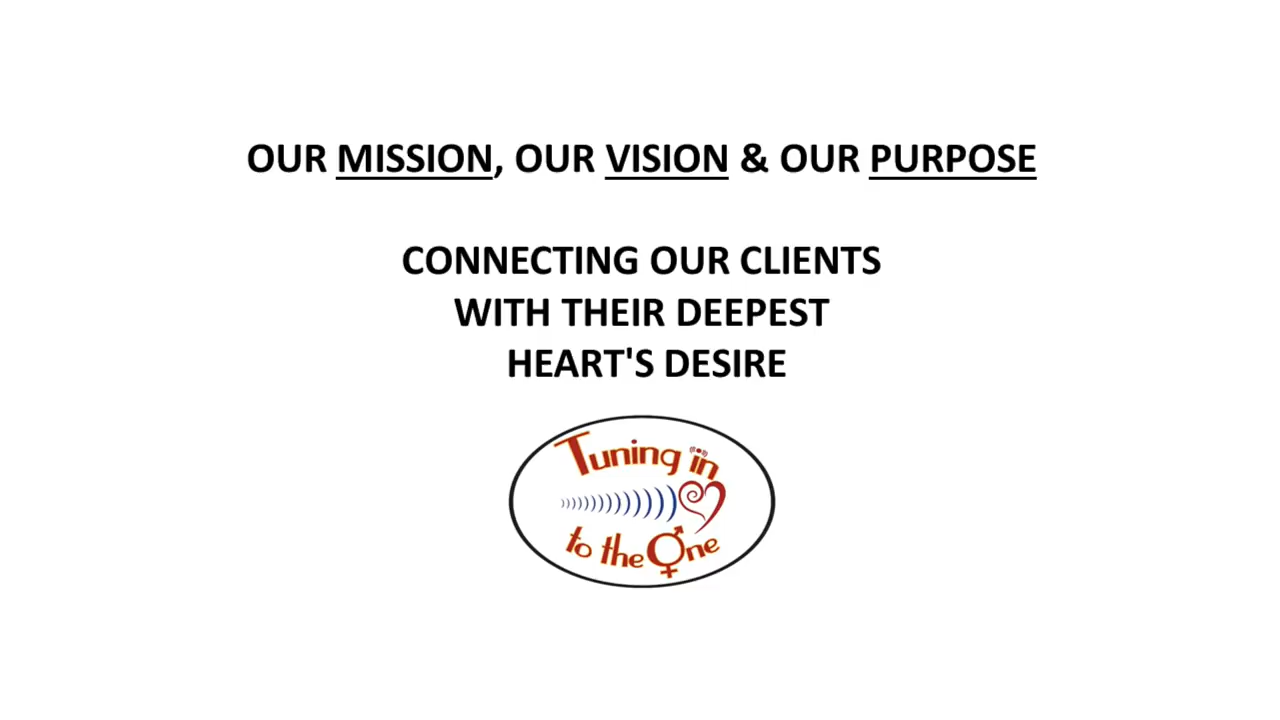 OUR MISSION, OUR VISION & OUR PURPOSE
CONNECTING OUR CLIENTS
WITH THEIR DEEPEST
HEART'S DESIRE
Tuning in
to the One